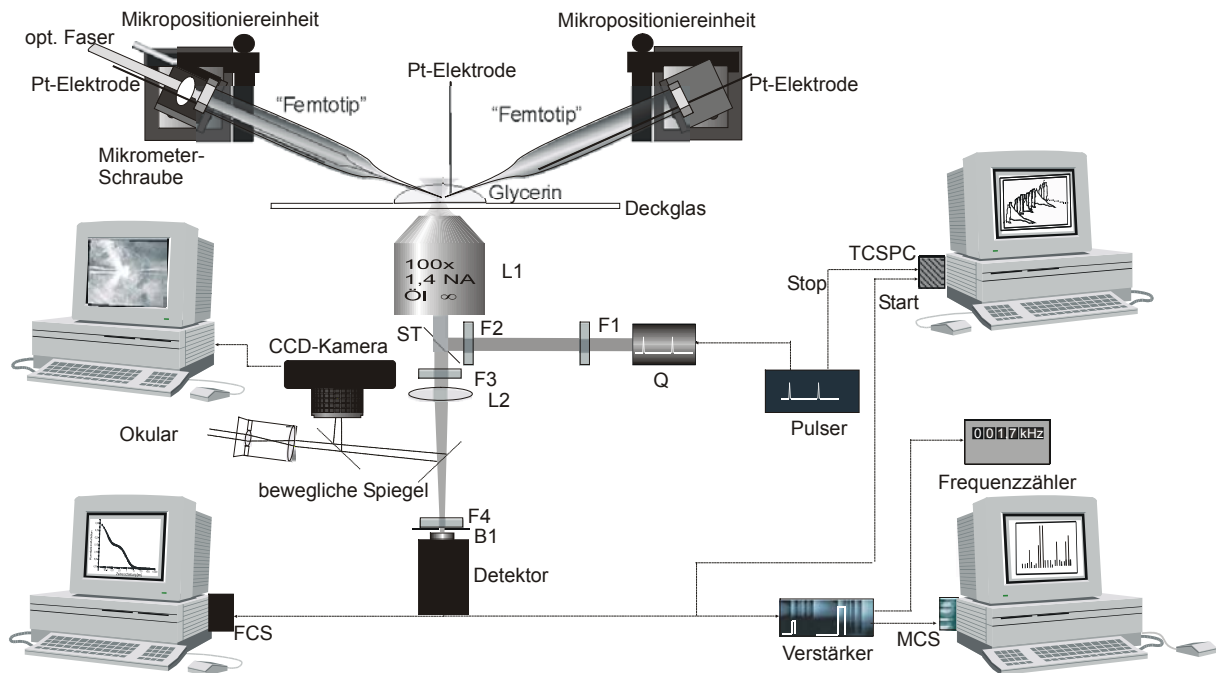 Mikropositioniereinheit
Mikropositioniereinheit
opt. Faser
Pt-Elektrode
Pt-Elektrode
Pt-Elektrode
"Femtotip"
"Femtotip"
Mikrometer-
Schraube
Glycerin
Deckglas
TCSPC
100x
1,4 NA
Öl ∞
L1
Stop
Start
ST
F2
F1
CCD-Kamera
F3
Q
L2
Pulser
Okular
0017 kHz
bewegliche Spiegel
Frequenzzähler
F4
B1
Detektor
FCS
Verstärker
MCS